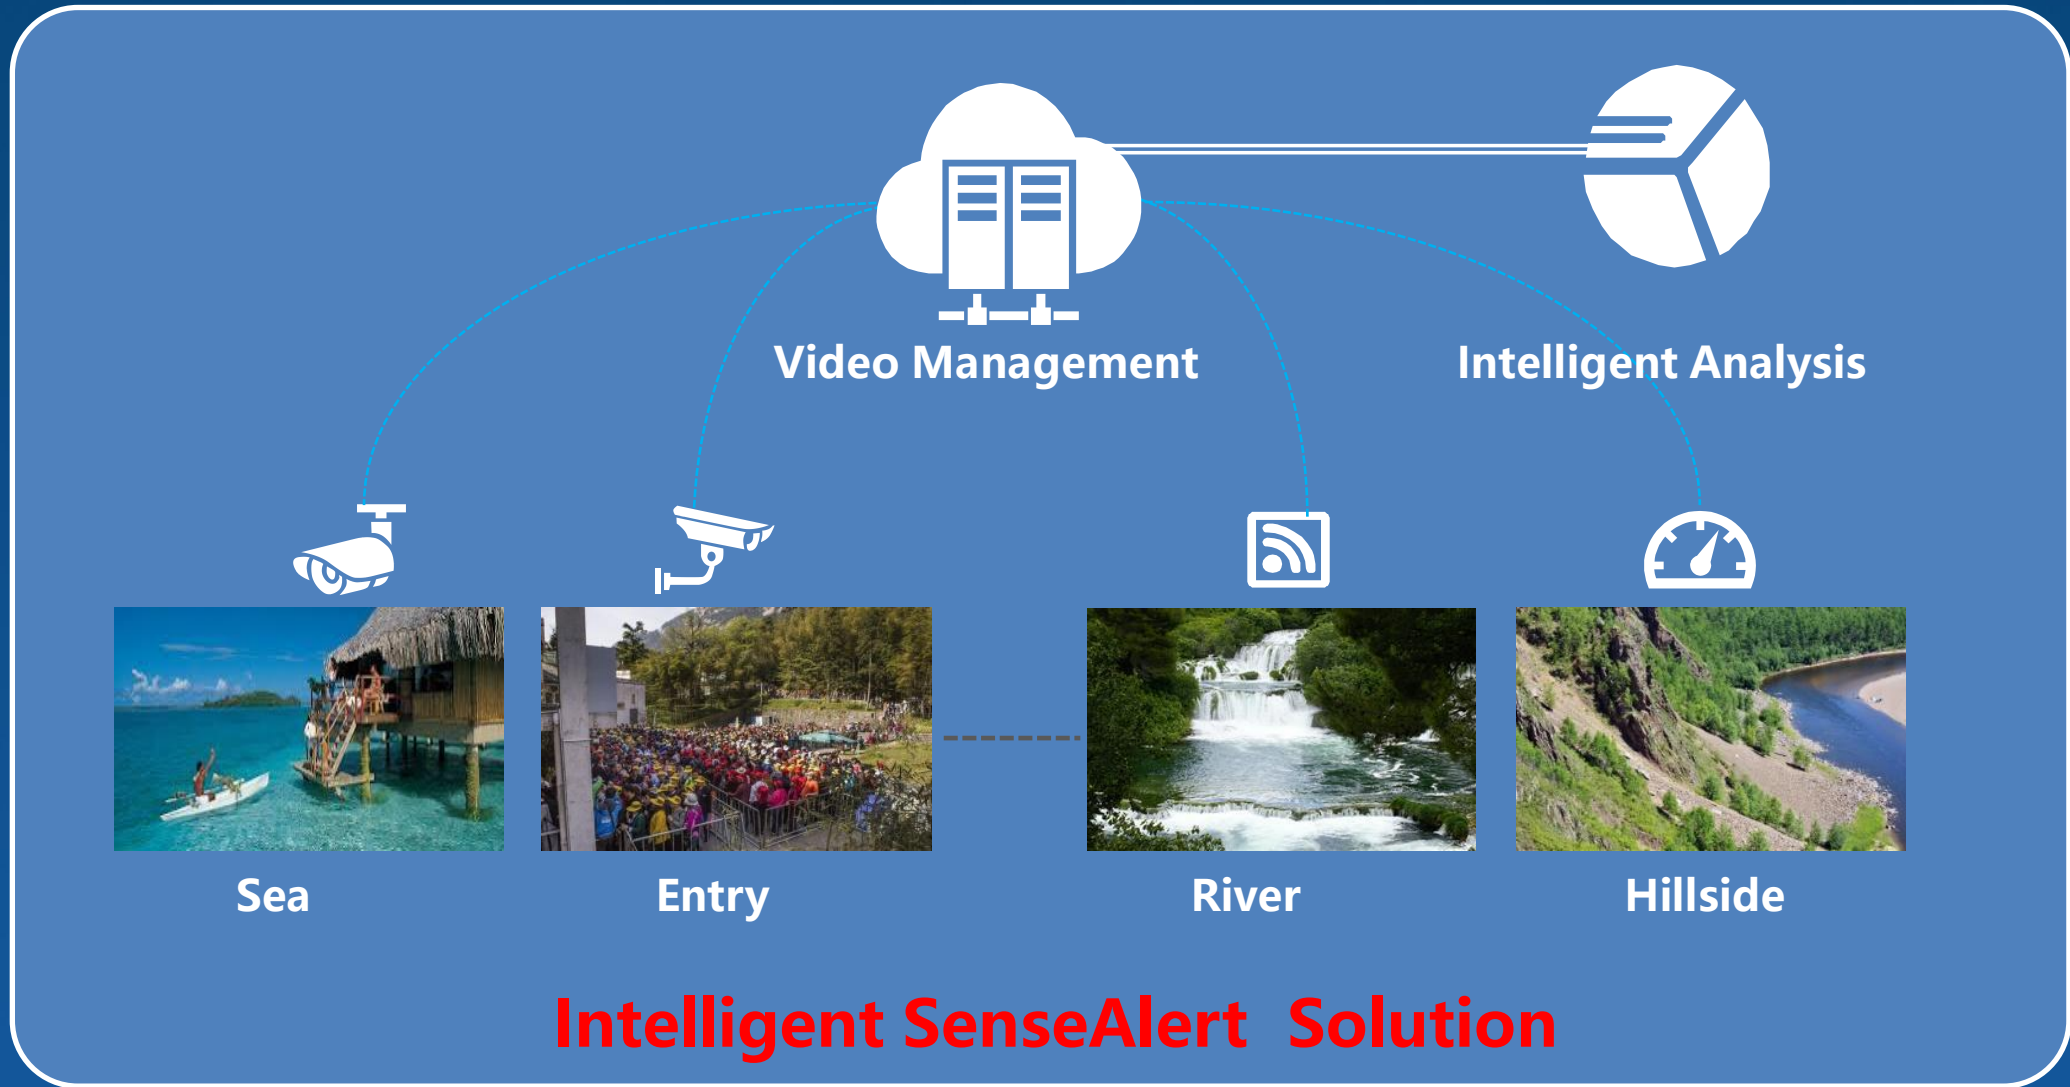 Video Management
Intelligent Analysis
Sea
Entry
River
Hillside
Intelligent SenseAlert  Solution